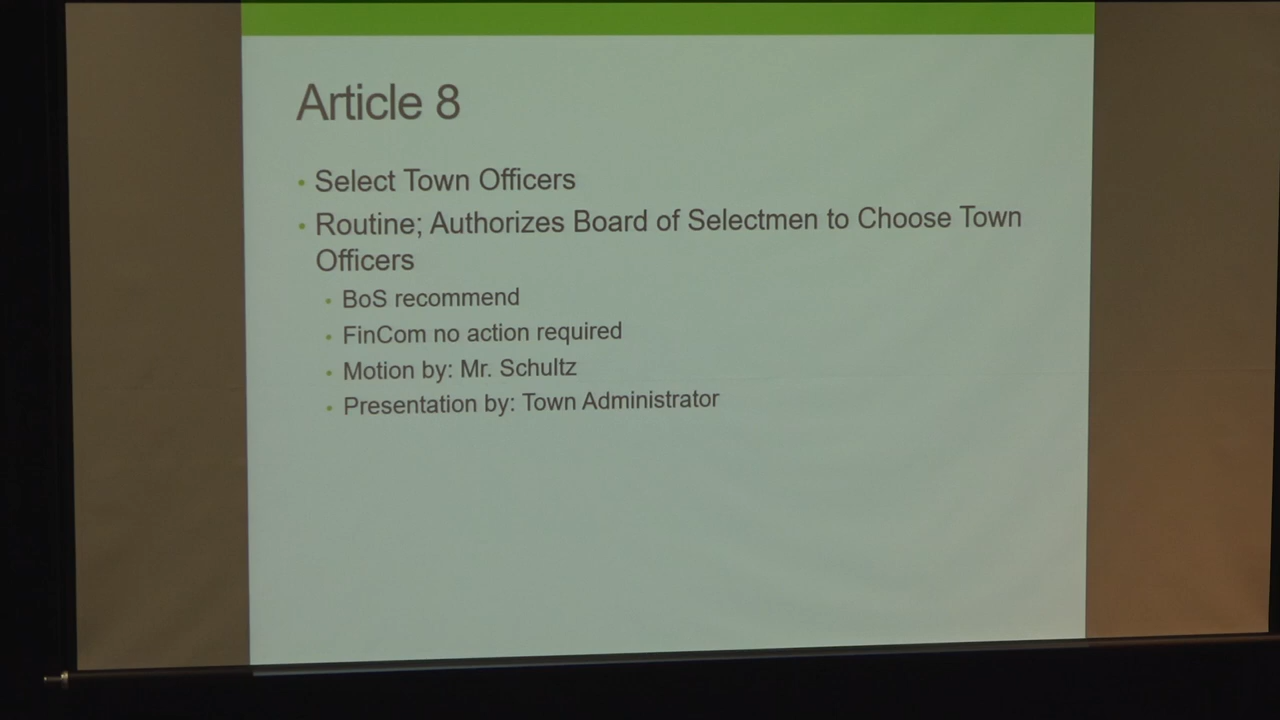 Article 8
• Select Town Officers
• Routine; Authorizes Board of Selectmen to Choose Town
Officers
• BoS recommend
• FinCom no action required
• Motion by: Mr. Schultz
• Presentation by: Town Administrator